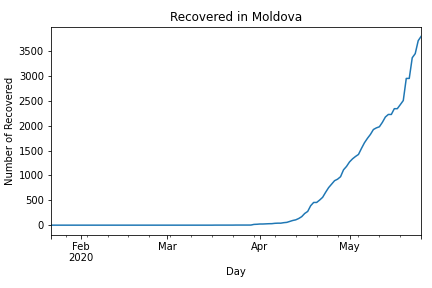 Recovered in Moldova
Number of Recovered
3500
3000
2500
2000
1500
1000
500
0
Feb
2020
Mar
Apr
May
Day